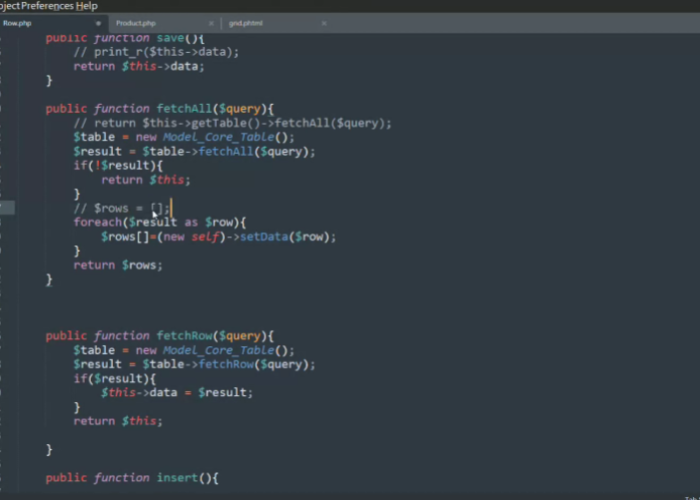 oject Preferences Help
Row.php
Product.php
grid.phtml
public function save(){
// print_r($this->data);
return $this->data;
}
public function fetchAll($query){
// return $this->getTable()->fetchAll($query);
$table = new Model_Core_Table();
$result = $table->fetchAll($query);
if(!$result){
return $this;
}
// $rows = [];
foreach($result as $row){
$rows[]=(new self)->setData($row);
}
return $rows;
}
public function fetchRow($query){
$table = new Model_Core_Table();
$result = $table->fetchRow($query);
if($result){
$this->data = $result;
}
return $this;
}
public function insert(){